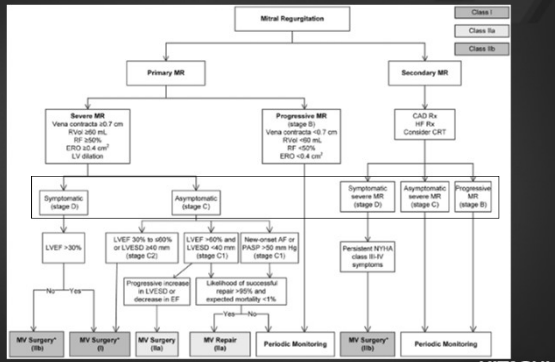 Mitral Regurgitation
Class I
Class IIa
Class IIb
Primary MR
Secondary MR
Severe MR
Vena contracta ≥0.7 cm
RVol ≥60 mL
RF ≥50%
ERO ≥0.4 cm²
LV dilation
Progressive MR
(stage B)
Vena contracta <0.7 cm
RVol <60 mL
RF <50%
ERO <0.4 cm²
CAD Rx
HF Rx
Consider CRT
Symptomatic
(stage D)
Asymptomatic
(stage C)
Symptomatic
severe MR
(stage D)
Asymptomatic
severe MR
(stage C)
Progressive
MR
(stage B)
LVEF >30%
LVEF 30% to ≤60%
or LVESD ≥40 mm
(stage C2)
LVEF >60% and
LVESD <40 mm
(stage C1)
New-onset AF or
PASP >50 mm Hg
(stage C1)
Persistent NYHA
class III-IV
symptoms
Progressive increase
in LVESD or
decrease in EF
Likelihood of successful
repair >95% and
expected mortality <1%
No
Yes
Yes
No
MV Surgery*
(IIb)
MV Surgery*
(I)
MV Surgery
(IIa)
MV Repair
(IIa)
Periodic Monitoring
MV Surgery*
(IIb)
Periodic Monitoring